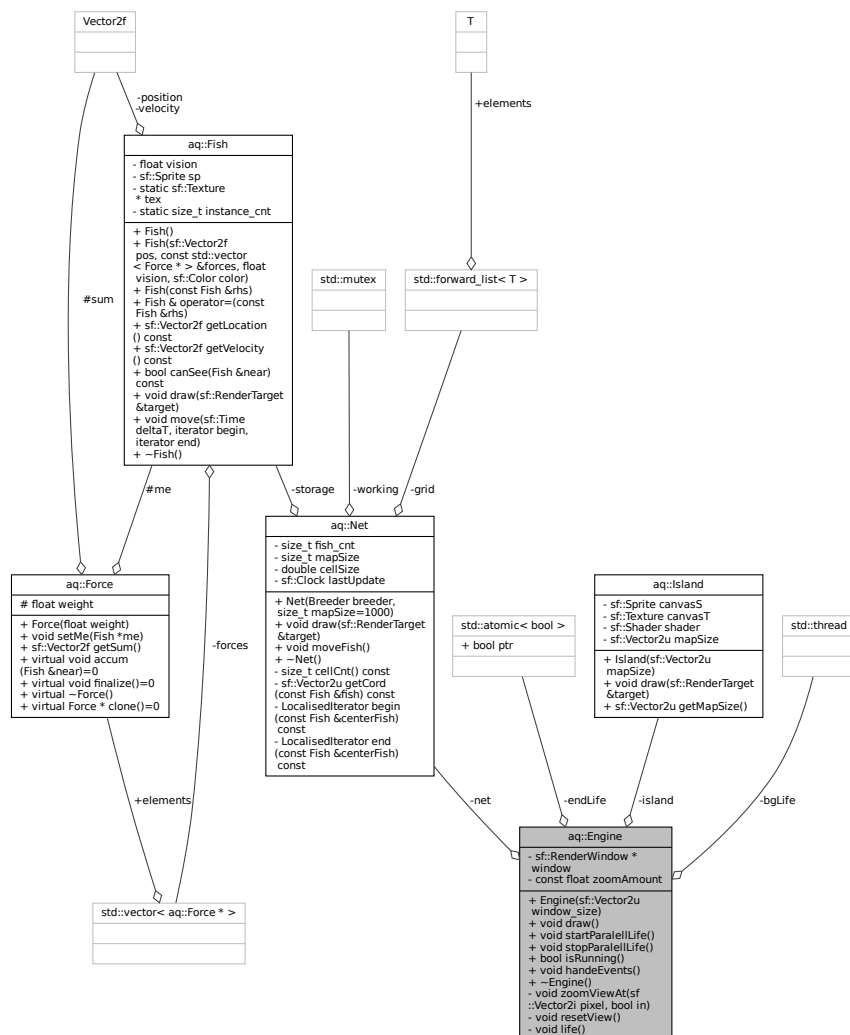 Vector2f
T
-position
-velocity
+elements
aq::Fish
- float vision
- sf::Sprite sp
- static sf::Texture
* tex
- static size_t instance_cnt
+ Fish()
+ Fish(sf::Vector2f
pos, const std::vector
< Force * > &forces, float
vision, sf::Color color)
+ Fish(const Fish &rhs)
+ Fish & operator=(const
Fish &rhs)
+ sf::Vector2f getLocation
() const
+ sf::Vector2f getVelocity
() const
+ bool canSee(Fish &near)
const
+ void draw(sf::RenderTarget
&target)
+ void move(sf::Time
deltaT, iterator begin,
iterator end)
+ ~Fish()
std::mutex
std::forward_list< T >
#sum
#me
-storage
-working
-grid
aq::Net
- size_t fish_cnt
- size_t mapSize
- double cellSize
- sf::Clock lastUpdate
+ Net(Breeder breeder,
size_t mapSize=1000)
+ void draw(sf::RenderTarget
&target)
+ void moveFish()
+ ~Net()
- size_t cellCnt() const
- sf::Vector2u getCord
(const Fish &fish) const
- LocalisedIterator begin
(const Fish &centerFish)
const
- LocalisedIterator end
(const Fish &centerFish)
const
aq::Force
# float weight
+ Force(float weight)
+ void setMe(Fish *me)
+ sf::Vector2f getSum()
+ virtual void accum
(Fish &near)=0
+ virtual void finalize()=0
+ virtual ~Force()
+ virtual Force * clone()=0
-forces
std::atomic< bool >
+ bool ptr
aq::Island
- sf::Sprite canvasS
- sf::Texture canvasT
- sf::Shader shader
- sf::Vector2u mapSize
+ Island(sf::Vector2u
mapSize)
+ void draw(sf::RenderTarget
&target)
+ sf::Vector2u getMapSize()
std::thread
+elements
-net
-endLife
-island
-bgLife
std::vector< aq::Force * >
aq::Engine
- sf::RenderWindow *
window
- const float zoomAmount
+ Engine(sf::Vector2u
window_size)
+ void draw()
+ void startParalellLife()
+ void stopParalellLife()
+ bool isRunning()
+ void handeEvents()
+ ~Engine()
- void zoomViewAt(sf
::Vector2i pixel, bool in)
- void resetView()
- void life()